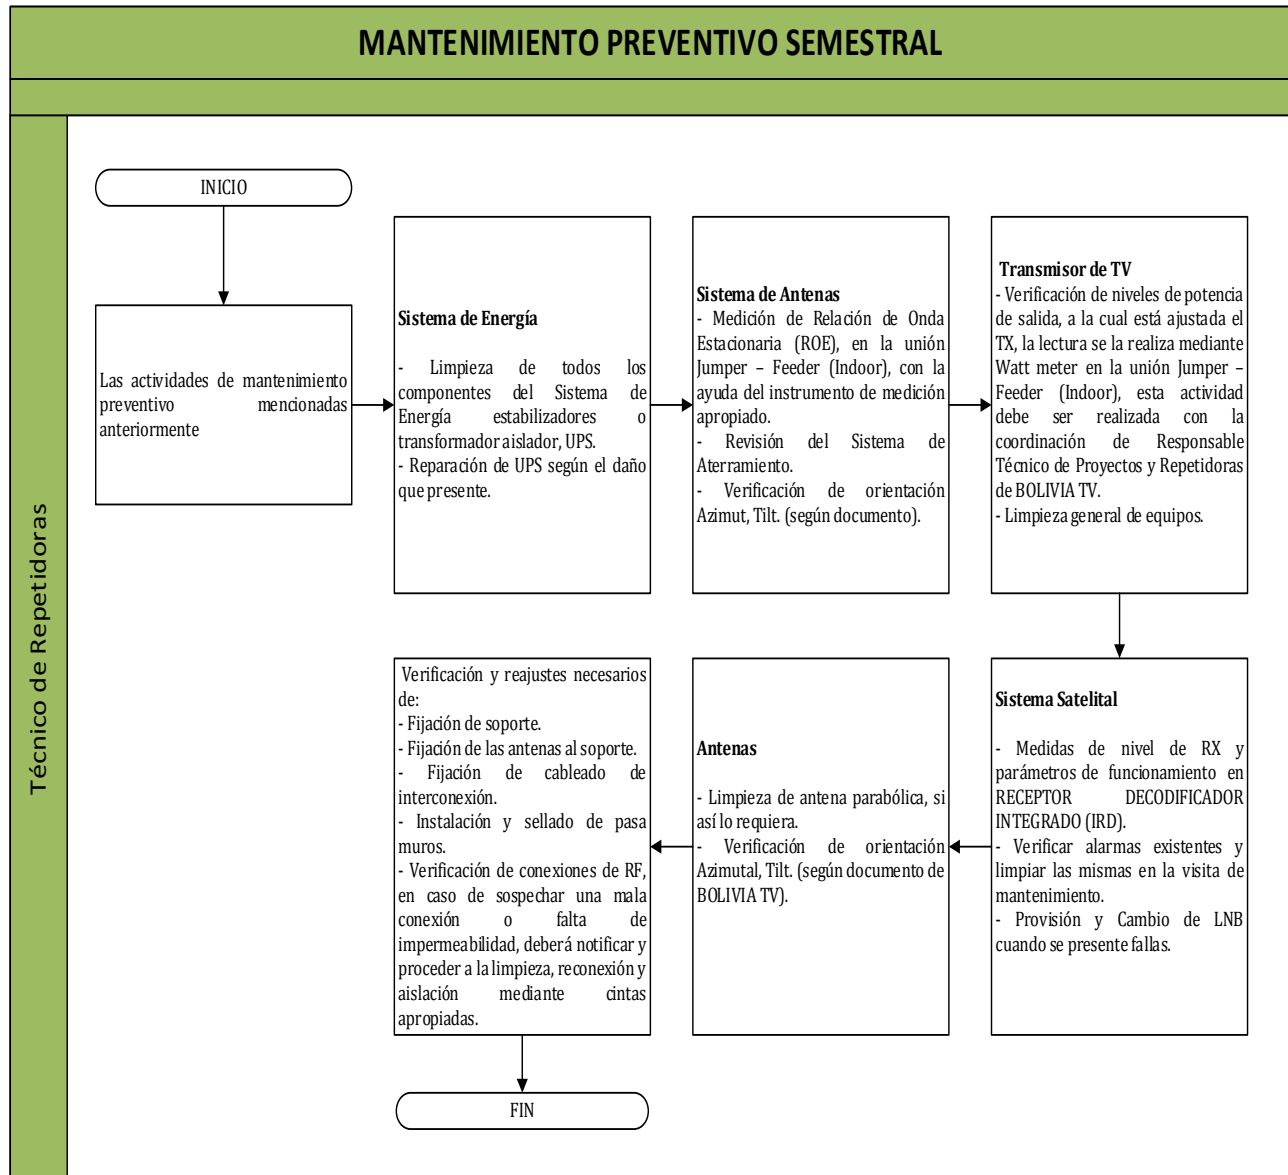 MANTENIMIENTO PREVENTIVO SEMESTRAL
Técnico de Repetidoras
INICIO
Las actividades de mantenimiento
preventivo mencionadas
anteriormente
Sistema de Energía
- Limpieza de todos los
componentes del Sistema de
Energía estabilizadores o
transformador aislador, UPS.
- Reparación de UPS según el daño
que presente.
Sistema de Antenas
- Medición de Relación de Onda
Estacionaria (ROE), en la unión
Jumper – Feeder (Indoor), con la
ayuda del instrumento de medición
apropiado.
- Revisión del Sistema de
Aterramiento.
- Verificación de orientación
Azimut, Tilt. (según documento).
Transmisor de TV
- Verificación de niveles de potencia
de salida, a la cual está ajustada el
TX, la lectura se la realiza mediante
Watt meter en la unión Jumper –
Feeder (Indoor), esta actividad
debe ser realizada con la
coordinación de Responsable
Técnico de Proyectos y Repetidoras
de BOLIVIA TV.
- Limpieza general de equipos.
Sistema Satelital
- Medidas de nivel de RX y
parámetros de funcionamiento en
RECEPTOR DECODIFICADOR
INTEGRADO (IRD).
- Verificar alarmas existentes y
limpiar las mismas en la visita de
mantenimiento.
- Provisión y Cambio de LNB
cuando se presente fallas.
Antenas
- Limpieza de antena parabólica, si
así lo requiera.
- Verificación de orientación
Azimutal, Tilt. (según documento de
BOLIVIA TV).
Verificación y reajustes necesarios
de:
- Fijación de soporte.
- Fijación de las antenas al soporte.
- Fijación de cableado de
interconexión.
- Instalación y sellado de pasa
muros.
- Verificación de conexiones de RF,
en caso de sospechar una mala
conexión o falta de
impermeabilidad, deberá notificar y
proceder a la limpieza, reconexión y
aislación mediante cintas
apropiadas.
FIN